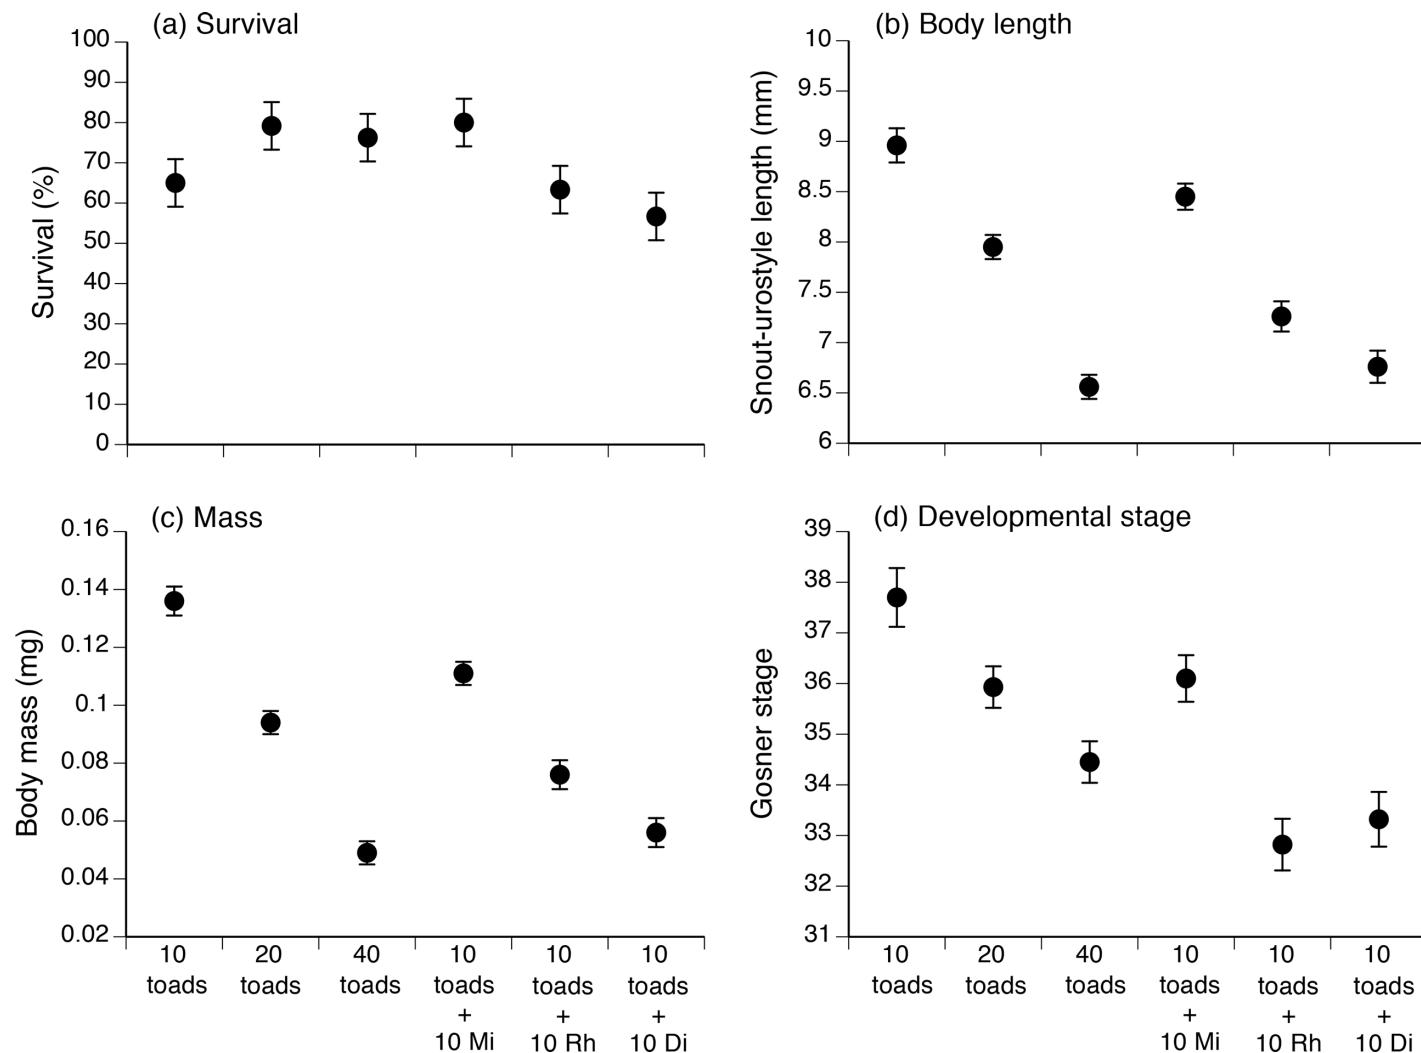 (a) Survival
Survival (%)
100
90
80
70
60
50
40
30
20
10
0
(b) Body length
Snout-urostyle length (mm)
10
9.5
9
8.5
8
7.5
7
6.5
6
(c) Mass
Body mass (mg)
0.16
0.14
0.12
0.1
0.08
0.06
0.04
0.02
10 20 40 10 10 10
toads toads toads toads toads toads
+ + +
10 Mi 10 Rh 10 Di
(d) Developmental stage
Gosner stage
39
38
37
36
35
34
33
32
31
10 20 40 10 10 10
toads toads toads toads toads toads
+ + +
10 Mi 10 Rh 10 Di